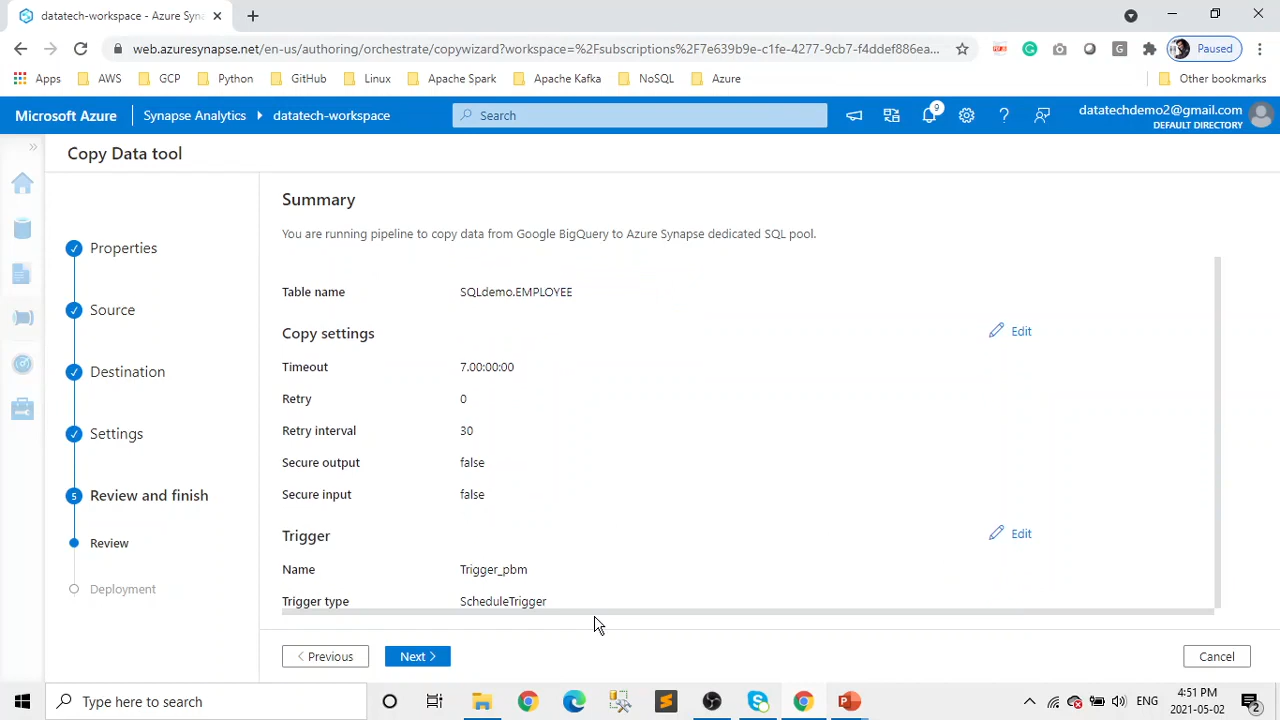 datatech-workspace - Azure Syna
web.azuresynapse.net/en-us/authoring/orchestrate/copywizard?workspace=%2Fsubscriptions%2F7e639b9e-c1fe-4277-9cb7-f4ddef886ea...
Paused
Apps
AWS
GCP
Python
GitHub
Linux
Apache Spark
Apache Kafka
NoSQL
Azure
Other bookmarks
Microsoft Azure
Synapse Analytics
datatech-workspace
Search
9
datatechdemo2@gmail.com
DEFAULT DIRECTORY
Copy Data tool
Properties
Source
Destination
Settings
5 Review and finish
Review
Deployment
Summary
You are running pipeline to copy data from Google BigQuery to Azure Synapse dedicated SQL pool.
Table name SQLdemo.EMPLOYEE
Copy settings Edit
Timeout 7.00:00:00
Retry 0
Retry interval 30
Secure output false
Secure input false
Trigger Edit
Name Trigger_pbm
Trigger type ScheduleTrigger
< Previous
Next >
Cancel
Type here to search
ENG
4:51 PM
2021-05-02
2